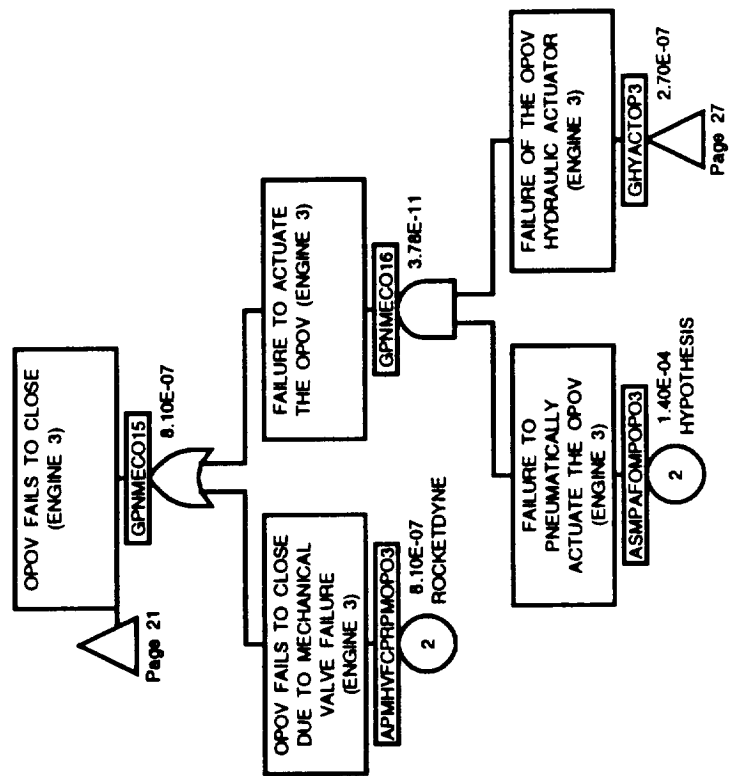 OPOV FAILS TO CLOSE
(ENGINE 3)
GPNMECO15
8.10E-07
Page 21
OPOV FAILS TO CLOSE
DUE TO MECHANICAL
VALVE FAILURE
(ENGINE 3)
APMHVFCPRPMOPO3
8.10E-07
ROCKETDYNE
2
FAILURE TO ACTUATE
THE OPOV (ENGINE 3)
GPNMECO16
3.78E-11
FAILURE TO
PNEUMATICALLY
ACTUATE THE OPOV
(ENGINE 3)
ASMPAFOMPOPO3
1.40E-04
HYPOTHESIS
2
FAILURE OF THE OPOV
HYDRAULIC ACTUATOR
(ENGINE 3)
GHYACTOP3
2.70E-07
Page 27